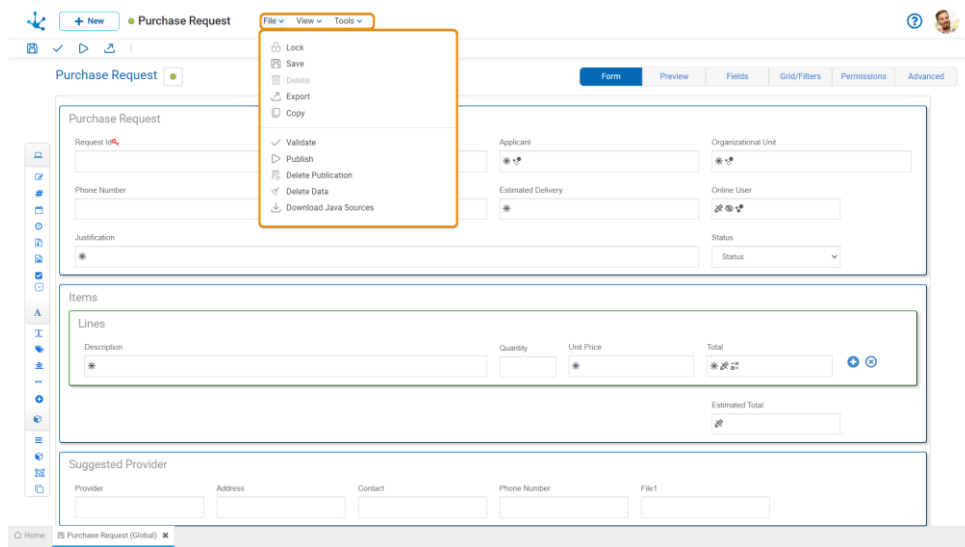 + New
Purchase Request
File View Tools
Lock
Save
Delete
Export
Copy
Validate
Publish
Delete Publication
Delete Data
Download Java Sources
Purchase Request
Form Preview Fields Grid/Filters Permissions Advanced
Purchase Request
Request Id Applicant Organizational Unit
Phone Number Estimated Delivery Online User
Justification Status
Status
Items
Lines
Description Quantity Unit Price Total
Estimated Total
Suggested Provider
Provider Address Contact Phone Number File1
Home Purchase Request (Global)